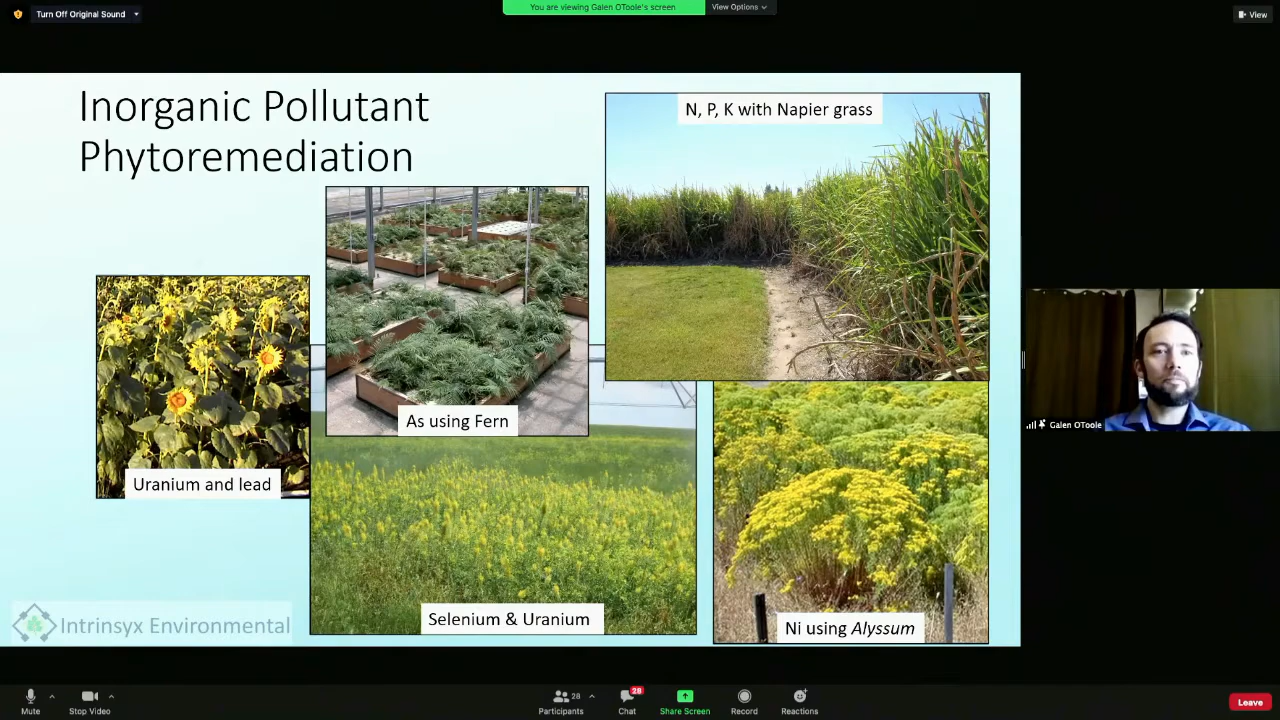 Turn Off Original Sound
You are viewing Galen OToole's screen
View Options
View
Inorganic Pollutant
Phytoremediation
N, P, K with Napier grass
As using Fern
Uranium and lead
Galen OToole
Selenium & Uranium
Ni using Alyssum
Intrinsyx Environmental
Mute
Stop Video
28
Participants
28
Chat
Share Screen
Record
Reactions
Leave